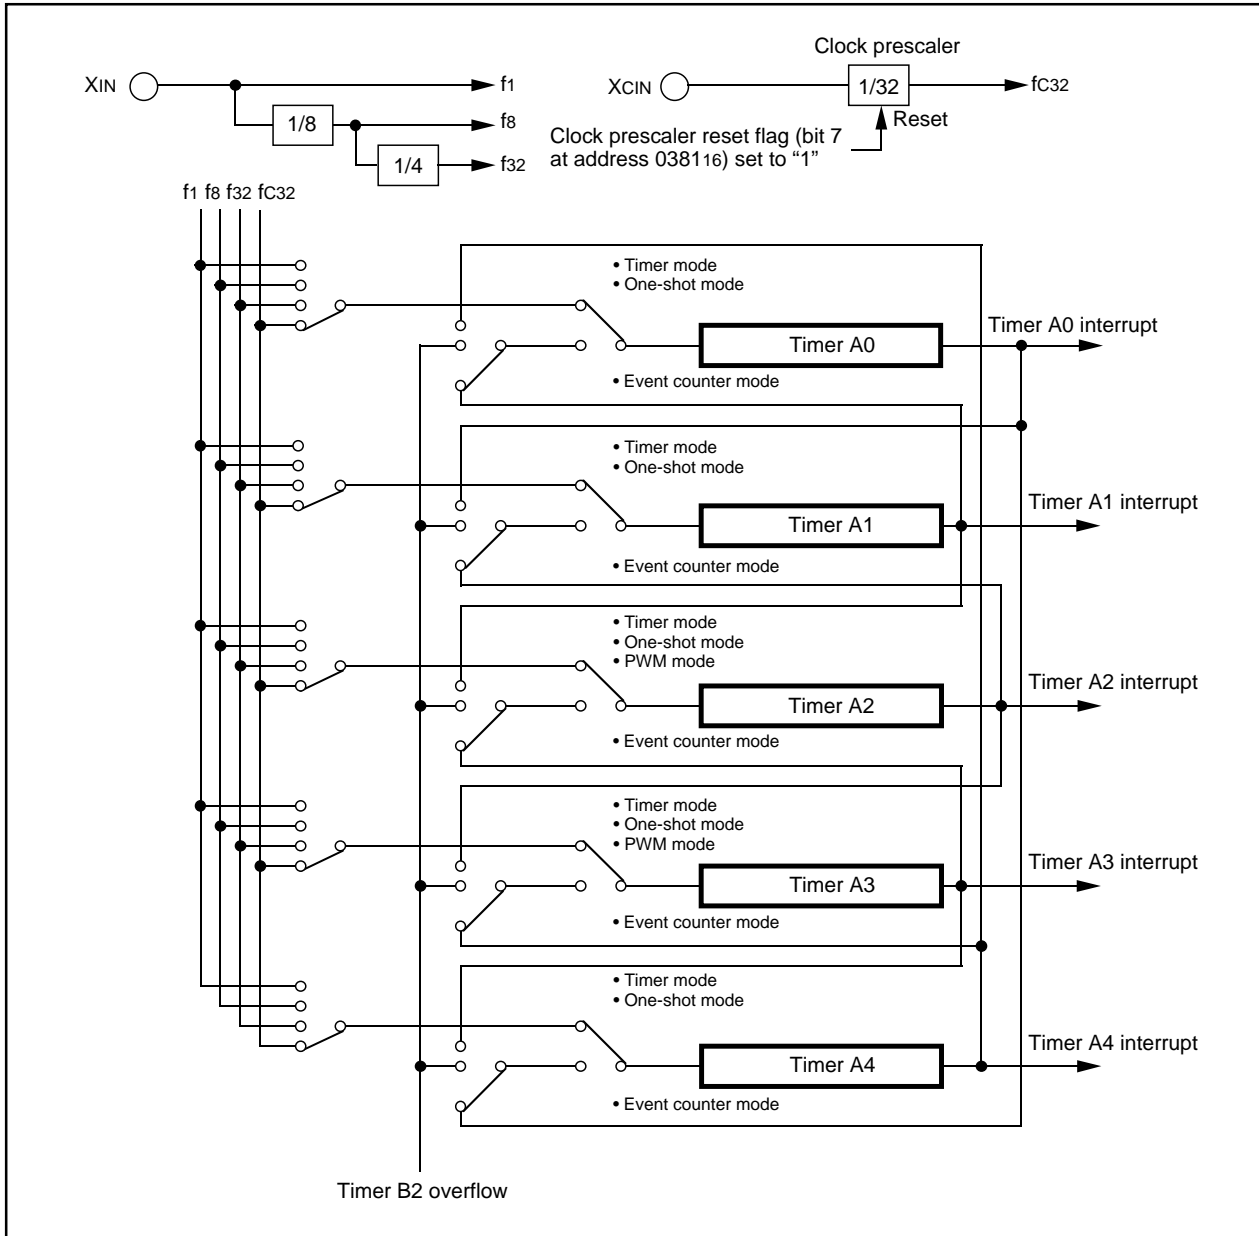 Clock prescaler
XIN
f1
XCIN
1/32
fC32
1/8
f8
Reset
Clock prescaler reset flag (bit 7
at address 038116) set to “1”
1/4
f32
f1 f8 f32 fC32
• Timer mode
• One-shot mode
Timer A0 interrupt
Timer A0
• Event counter mode
• Timer mode
• One-shot mode
Timer A1 interrupt
Timer A1
• Event counter mode
• Timer mode
• One-shot mode
• PWM mode
Timer A2 interrupt
Timer A2
• Event counter mode
• Timer mode
• One-shot mode
• PWM mode
Timer A3 interrupt
Timer A3
• Event counter mode
• Timer mode
• One-shot mode
Timer A4 interrupt
Timer A4
• Event counter mode
Timer B2 overflow